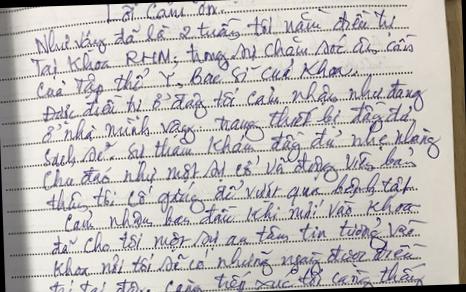 Lời cảm ơn.
Như vậy đã là 2 tuần tôi nằm điều trị
Tại Khoa RHM, trong sự chăm sóc ân cần
của Tập thể Y Bác sĩ của Khoa.
Được điều trị ở đây tôi cảm nhận như đang
ở nhà mình vậy trang thiết bị đầy đủ,
sạch sẽ sự thăm khám đầy đủ nhẹ nhàng
Chu đáo như một sự cổ vũ động viên bản
thân tôi cố gắng để vượt qua bệnh tật
Cảm nhận ban đầu khi mới vào Khoa
đã cho tôi một sự an tâm tin tưởng vào
Khoa nơi tôi sẽ có những ngày được điều
trị tại đây. càng tiếp xúc tôi càng thấy